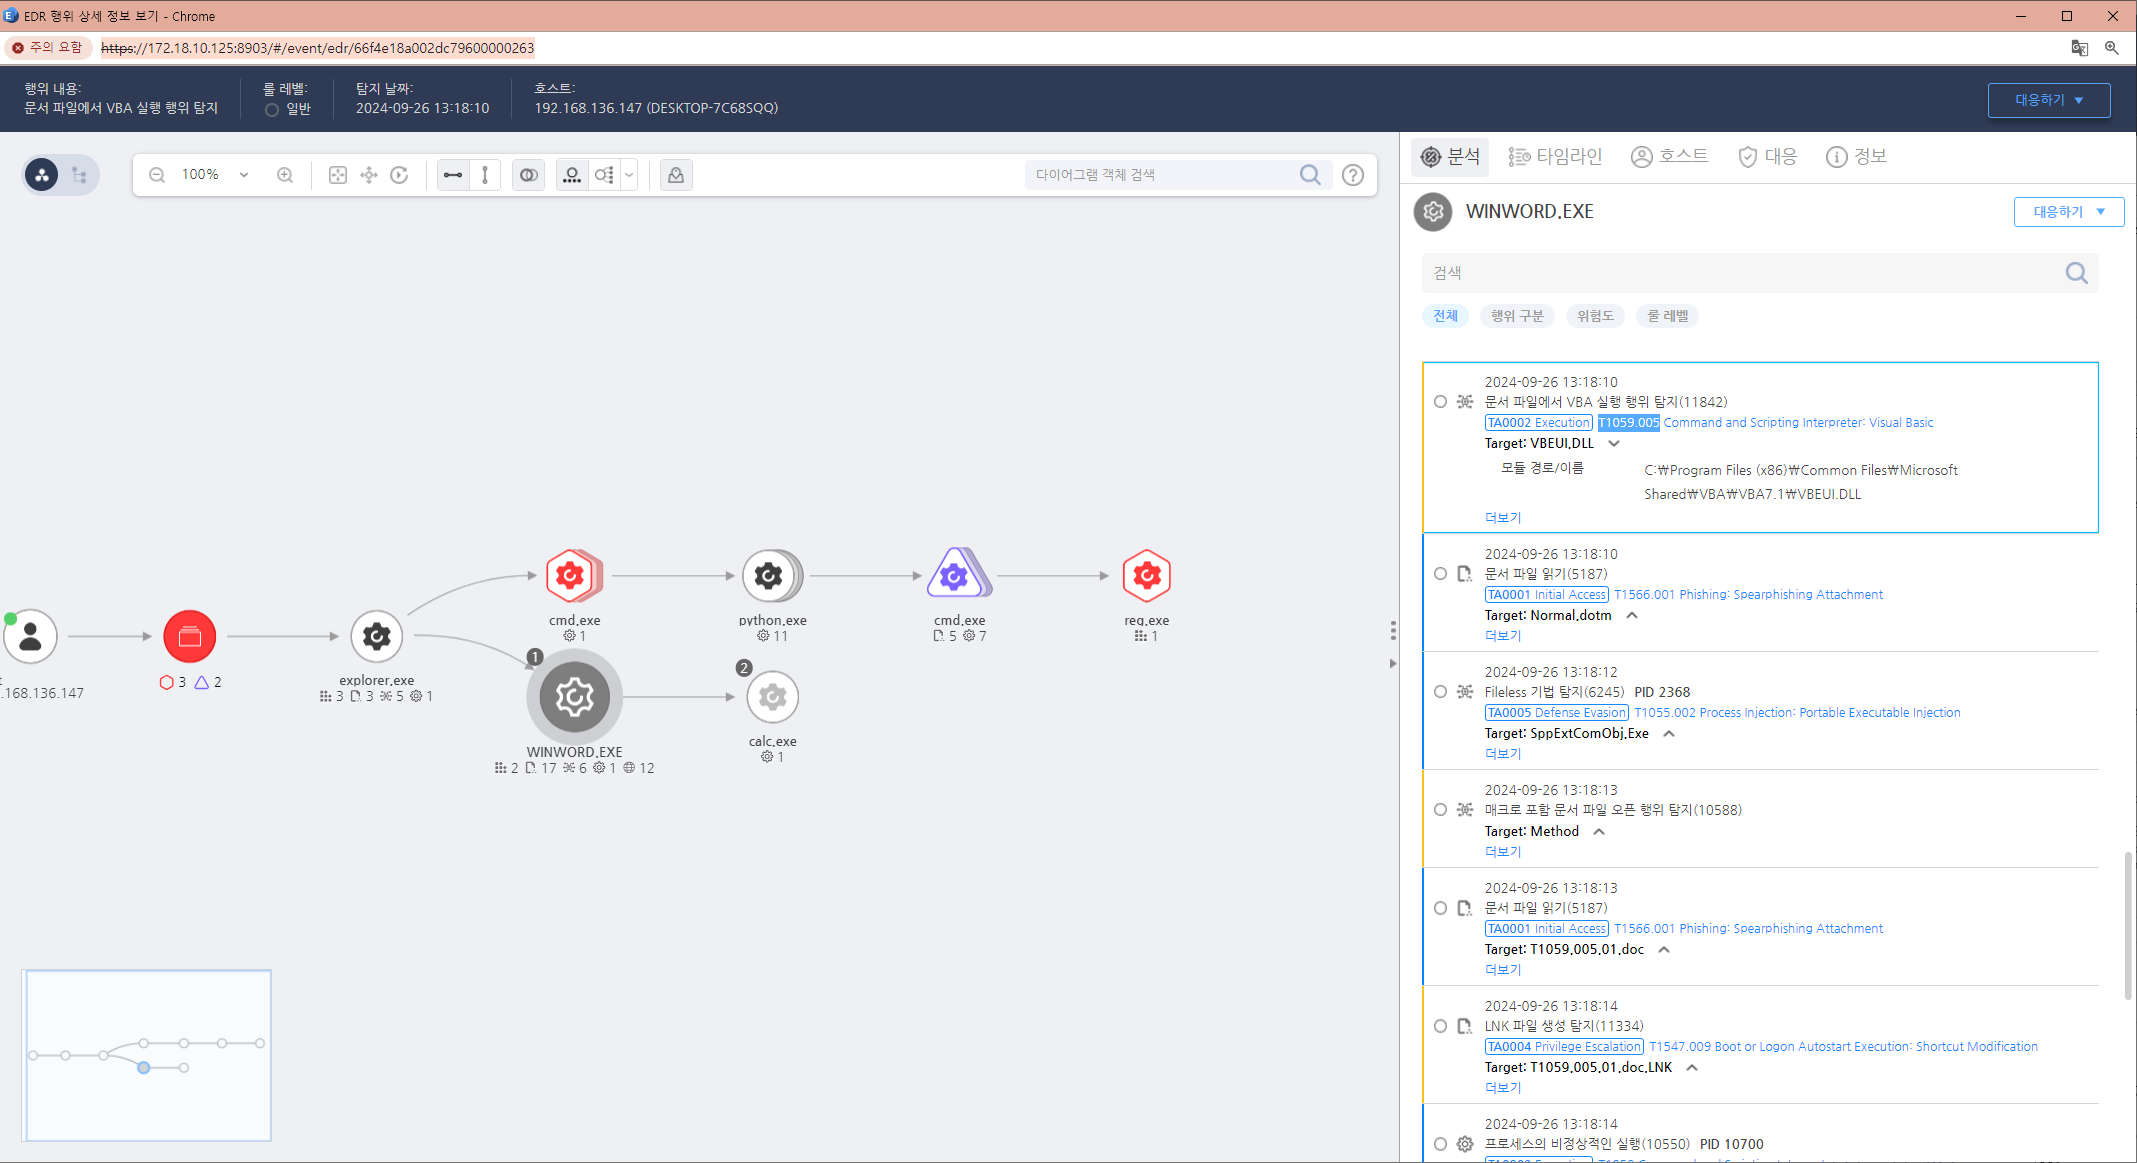 EDR 행위 상세 정보 보기 - Chrome
주의 요함
https://172.18.10.125:8903/#/event/edr/66f4e18a002dc79600000263
행위 내용:
문서 파일에서 VBA 실행 행위 탐지
룰 레벨:
일반
탐지 날짜:
2024-09-26 13:18:10
호스트:
192.168.136.147 (DESKTOP-7C68SQQ)
대응하기
100%
다이어그램 객체 검색
.168.136.147
3 2
explorer.exe
3 3 5 1
cmd.exe
1
python.exe
11
cmd.exe
5 7
reg.exe
1
1
WINWORD.EXE
2 17 6 1 12
2
calc.exe
1
분석
타임라인
호스트
대응
정보
WINWORD.EXE
대응하기
검색
전체
행위 구분
위험도
룰 레벨
2024-09-26 13:18:10
문서 파일에서 VBA 실행 행위 탐지(11842)
TA0002 Execution T1059.005 Command and Scripting Interpreter: Visual Basic
Target: VBEUI.DLL
모듈 경로/이름
C:₩Program Files (x86)₩Common Files₩Microsoft
Shared₩VBA₩VBA7.1₩VBEUI.DLL
더보기
2024-09-26 13:18:10
문서 파일 읽기(5187)
TA0001 Initial Access T1566.001 Phishing: Spearphishing Attachment
Target: Normal.dotm
더보기
2024-09-26 13:18:12
Fileless 기법 탐지(6245) PID 2368
TA0005 Defense Evasion T1055.002 Process Injection: Portable Executable Injection
Target: SppExtComObj.Exe
더보기
2024-09-26 13:18:13
매크로 포함 문서 파일 오픈 행위 탐지(10588)
Target: Method
더보기
2024-09-26 13:18:13
문서 파일 읽기(5187)
TA0001 Initial Access T1566.001 Phishing: Spearphishing Attachment
Target: T1059.005.01.doc
더보기
2024-09-26 13:18:14
LNK 파일 생성 탐지(11334)
TA0004 Privilege Escalation T1547.009 Boot or Logon Autostart Execution: Shortcut Modification
Target: T1059.005.01.doc.LNK
더보기
2024-09-26 13:18:14
프로세스의 비정상적인 실행(10550) PID 10700